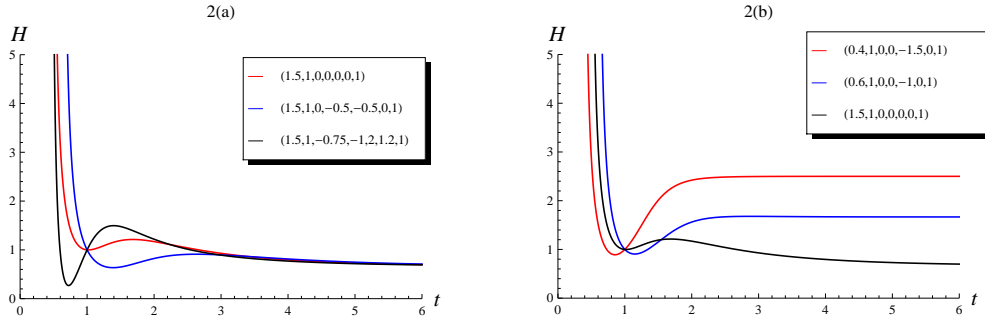 2(a)
H
5
4
3
2
1
0
0 1 2 3 4 5 6
t
(1.5,1,0,0,0,0,1)
(1.5,1,0,−0.5,−0.5,0,1)
(1.5,1,−0.75,−1,2,1.2,1)
2(b)
H
5
4
3
2
1
0
0 1 2 3 4 5 6
t
(0.4,1,0,0,−1.5,0,1)
(0.6,1,0,0,−1,0,1)
(1.5,1,0,0,0,0,1)